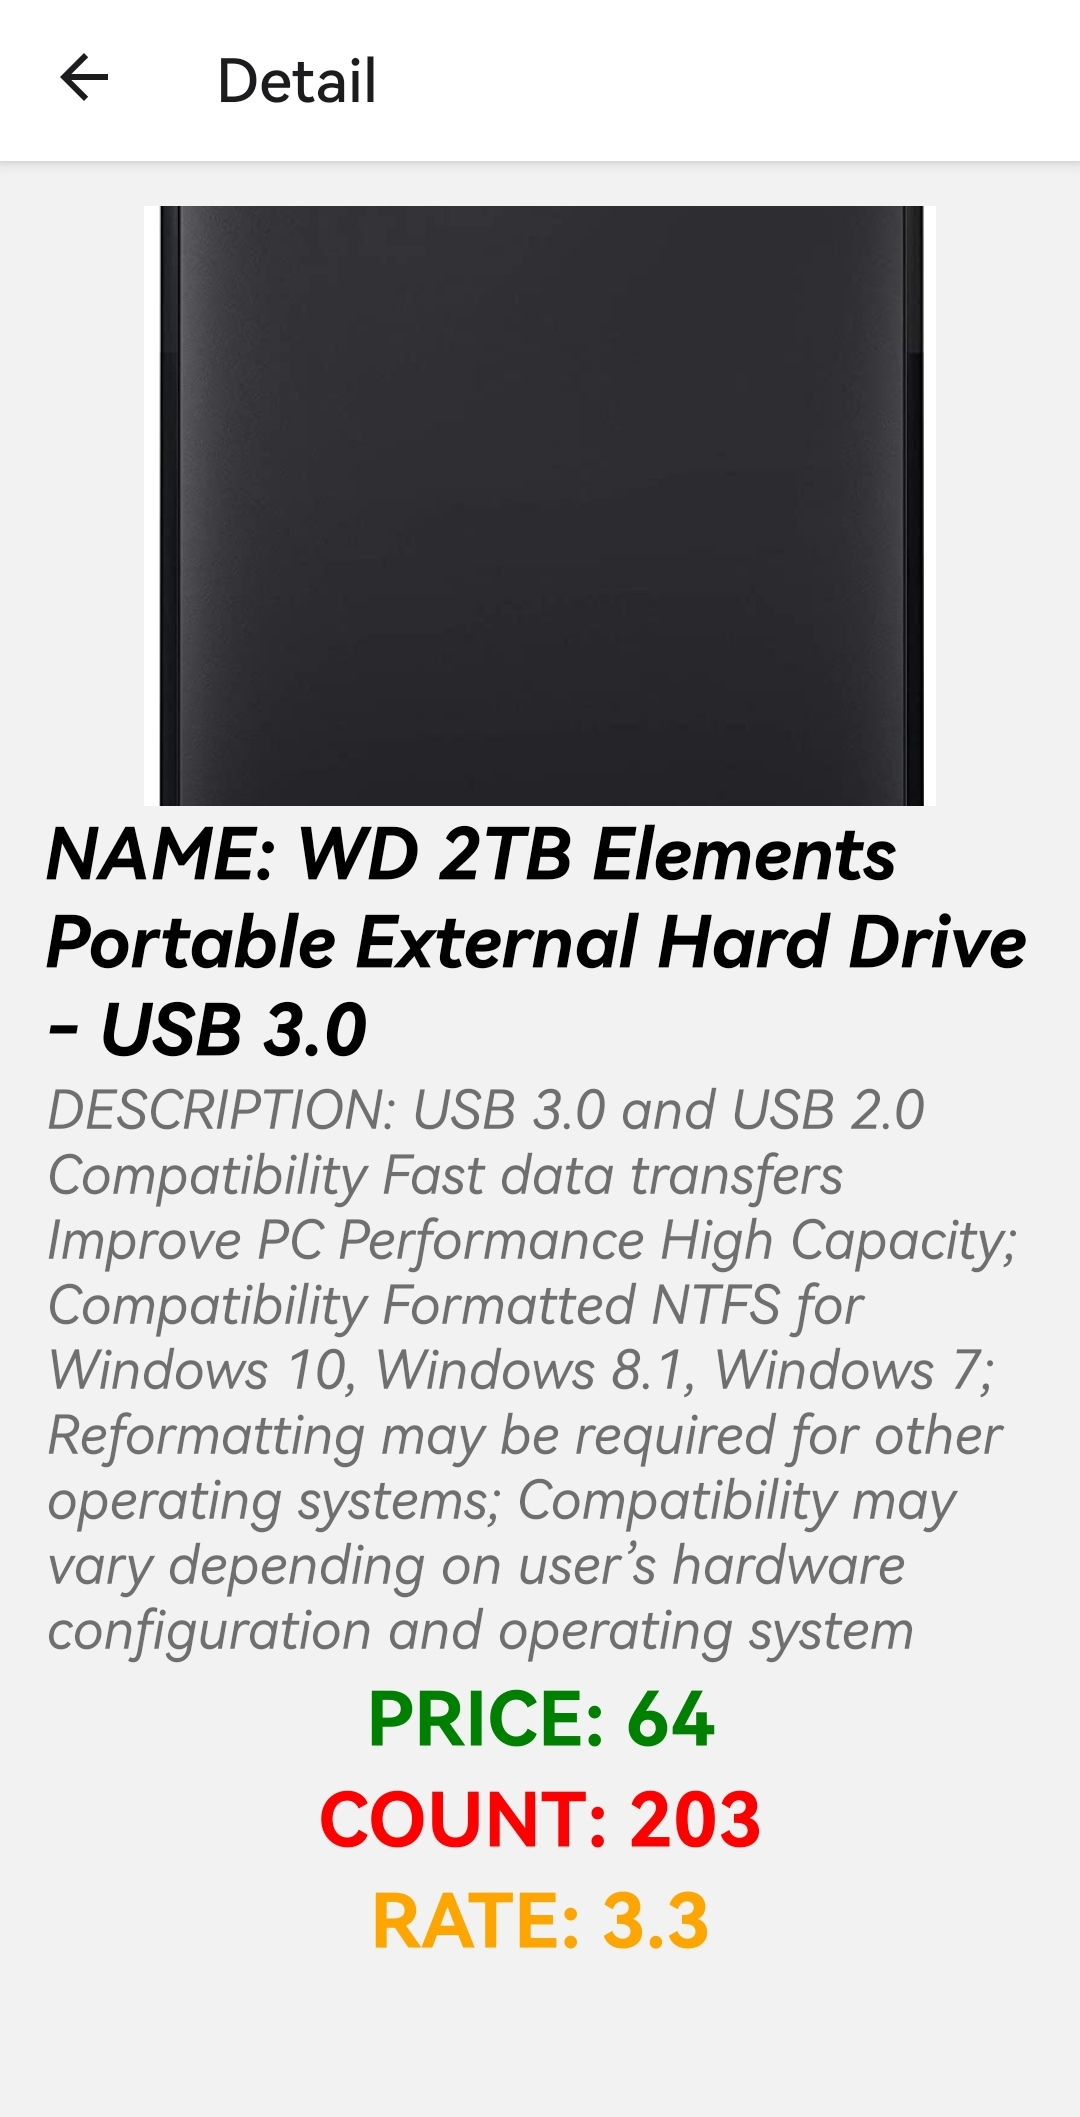 Detail
NAME: WD 2TB Elements
Portable External Hard Drive
- USB 3.0
DESCRIPTION: USB 3.0 and USB 2.0
Compatibility Fast data transfers
Improve PC Performance High Capacity;
Compatibility Formatted NTFS for
Windows 10, Windows 8.1, Windows 7;
Reformatting may be required for other
operating systems; Compatibility may
vary depending on user’s hardware
configuration and operating system
PRICE: 64
COUNT: 203
RATE: 3.3